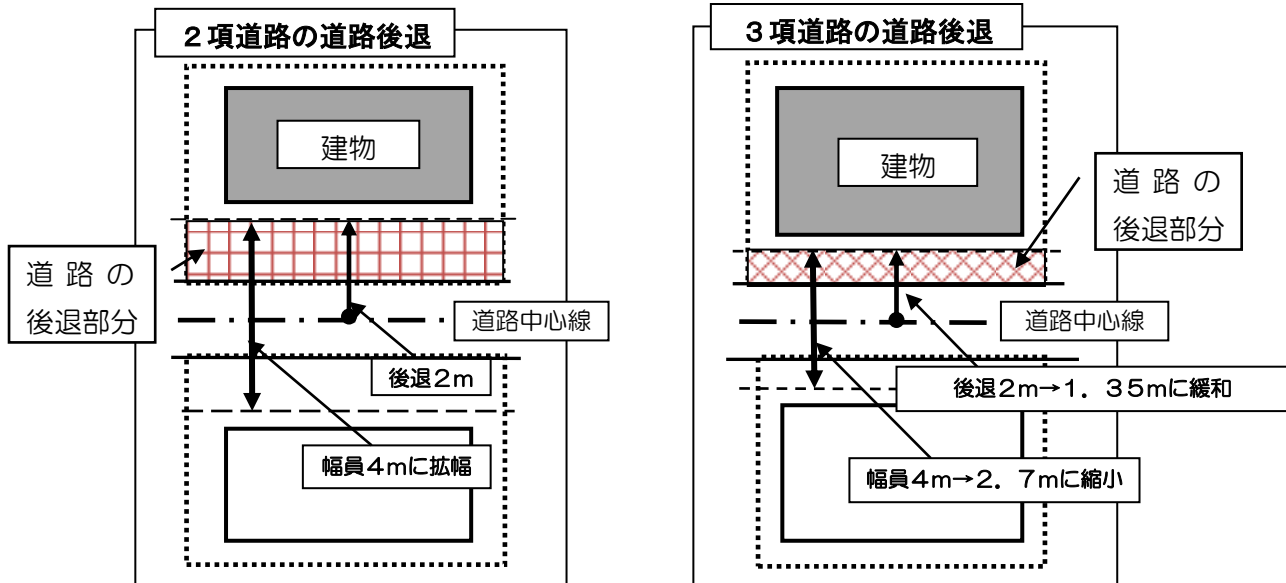 ２項道路の道路後退
建物
道 路 の
後退部分
道路中心線
後退２ｍ
幅員４ｍに拡幅
３項道路の道路後退
建物
道 路 の
後退部分
道路中心線
後退２ｍ→１．３５ｍに緩和
幅員４ｍ→２．７ｍに縮小